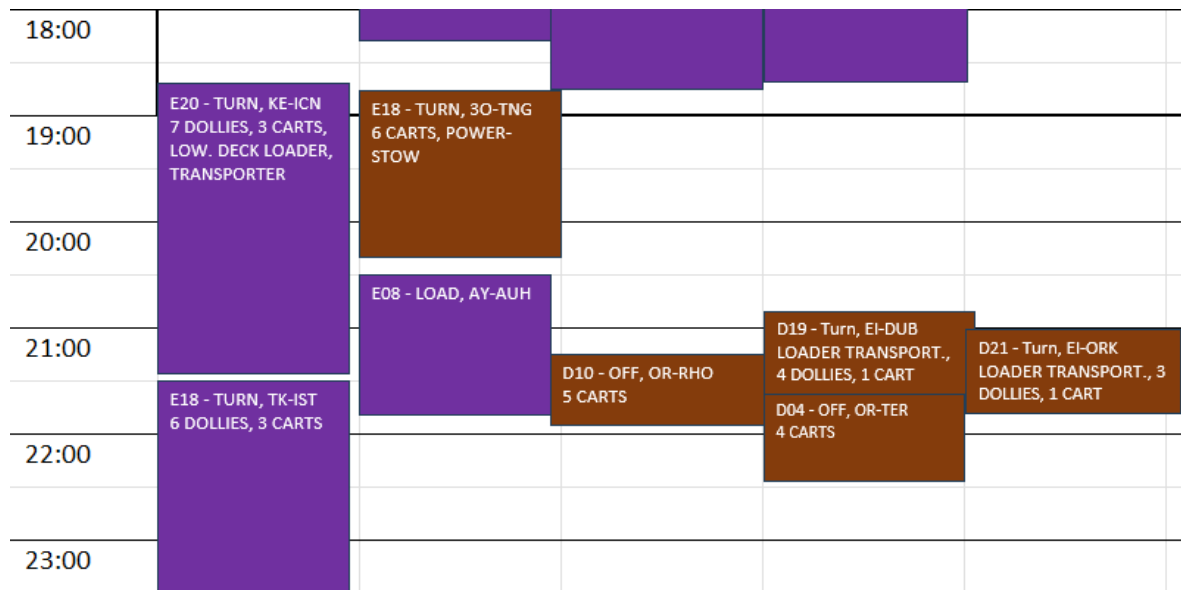 18:00
E20 - TURN, KE-ICN
7 DOLLIES, 3 CARTS,
LOW. DECK LOADER,
TRANSPORTER
E18 - TURN, 3O-TNG
6 CARTS, POWER-
STOW
19:00
20:00
E08 - LOAD, AY-AUH
21:00
D19 - Turn, EI-DUB
LOADER TRANSPORT.,
4 DOLLIES, 1 CART
D21 - Turn, EI-ORK
LOADER TRANSPORT., 3
DOLLIES, 1 CART
D10 - OFF, OR-RHO
5 CARTS
E18 - TURN, TK-IST
6 DOLLIES, 3 CARTS
D04 - OFF, OR-TER
4 CARTS
22:00
23:00